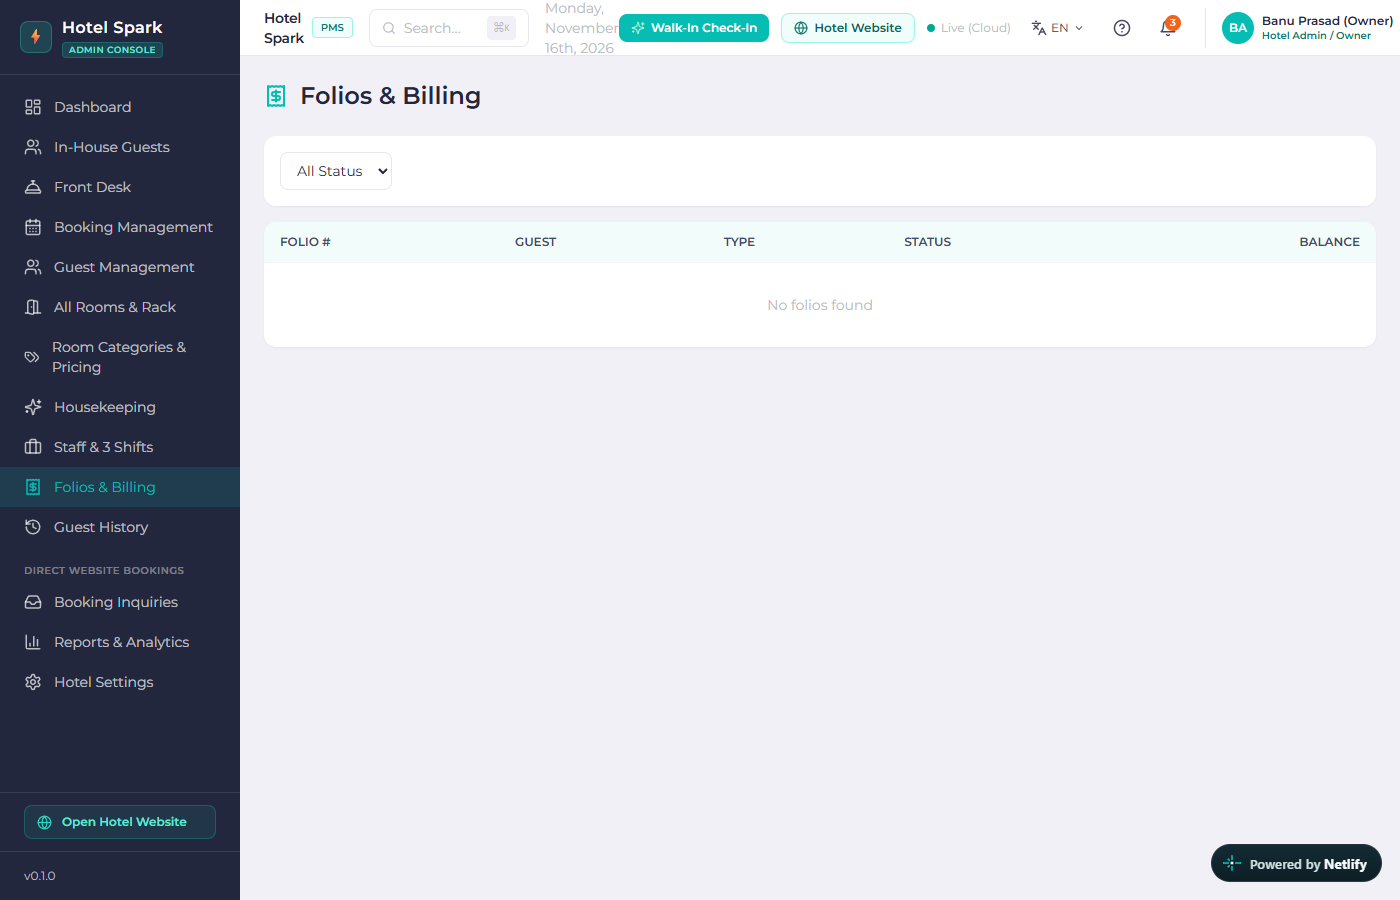 Hotel Spark
ADMIN CONSOLE
Dashboard
In-House Guests
Front Desk
Booking Management
Guest Management
All Rooms & Rack
Room Categories &
Pricing
Housekeeping
Staff & 3 Shifts
Folios & Billing
Guest History
DIRECT WEBSITE BOOKINGS
Booking Inquiries
Reports & Analytics
Hotel Settings
Open Hotel Website
v0.1.0
Hotel
Spark
PMS
Search...
⌘K
Monday,
November
16th, 2026
Walk-In Check-In
Hotel Website
Live (Cloud)
EN
3
BA
Banu Prasad (Owner)
Hotel Admin / Owner
Folios & Billing
All Status
FOLIO # GUEST TYPE STATUS BALANCE
No folios found
Powered by Netlify